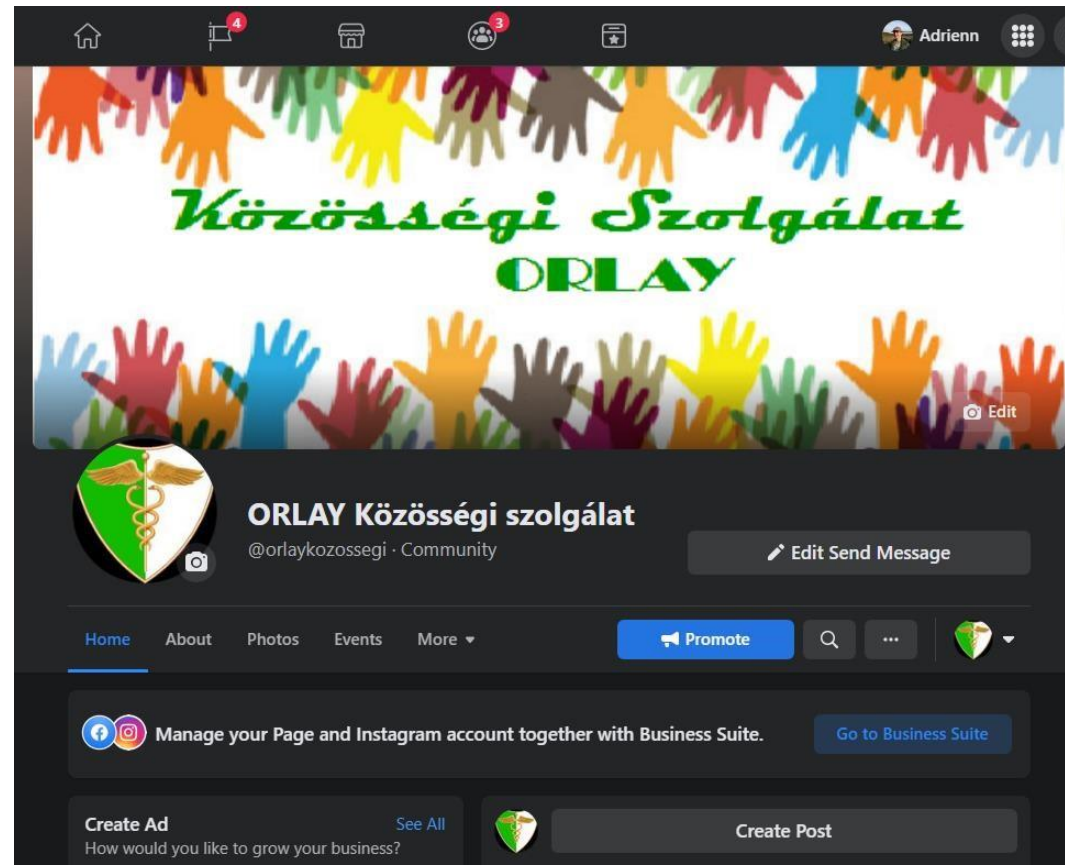 4
3
Adrienn
Közösségi Szolgálat
ORLAY
Edit
ORLAY Közösségi szolgálat
@orlaykozossegi · Community
Edit Send Message
Home About Photos Events More
Promote
Manage your Page and Instagram account together with Business Suite.
Go to Business Suite
Create Ad
See All
How would you like to grow your business?
Create Post